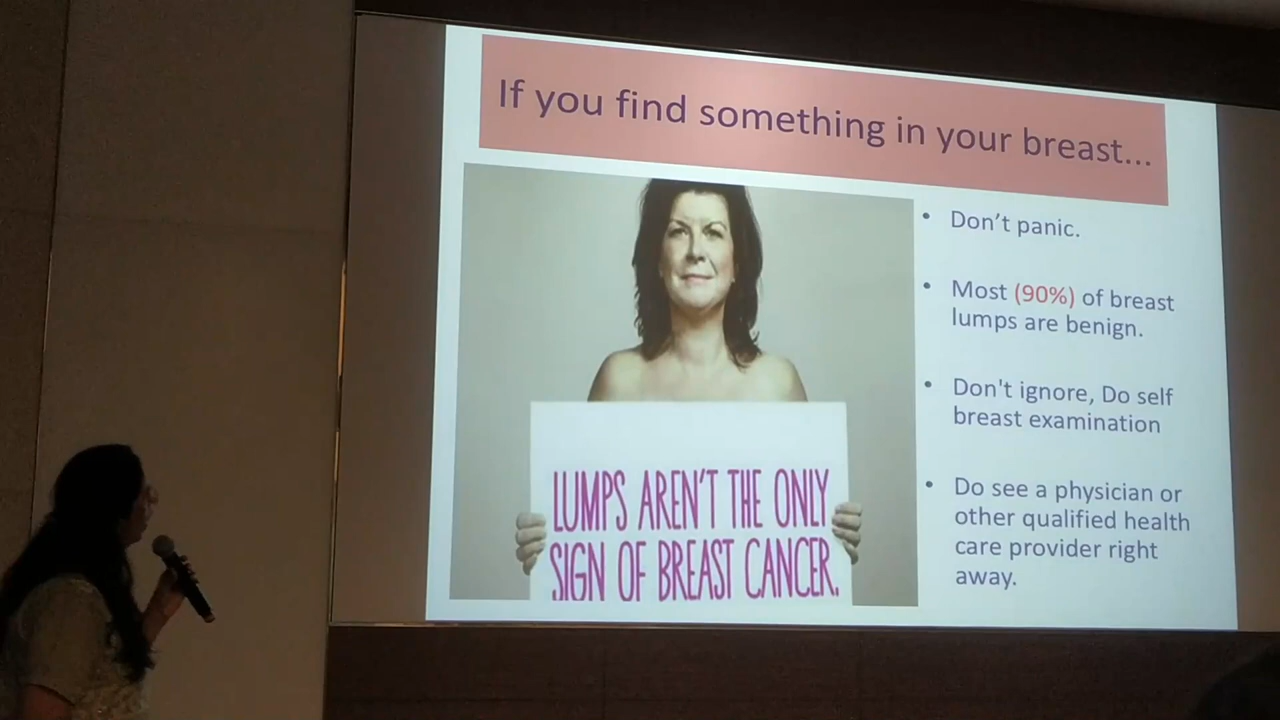 If you find something in your breast...
LUMPS AREN'T THE ONLY
SIGN OF BREAST CANCER.
• Don't panic.
• Most (90%) of breast
lumps are benign.
• Don't ignore, Do self
breast examination
• Do see a physician or
other qualified health
care provider right
away.